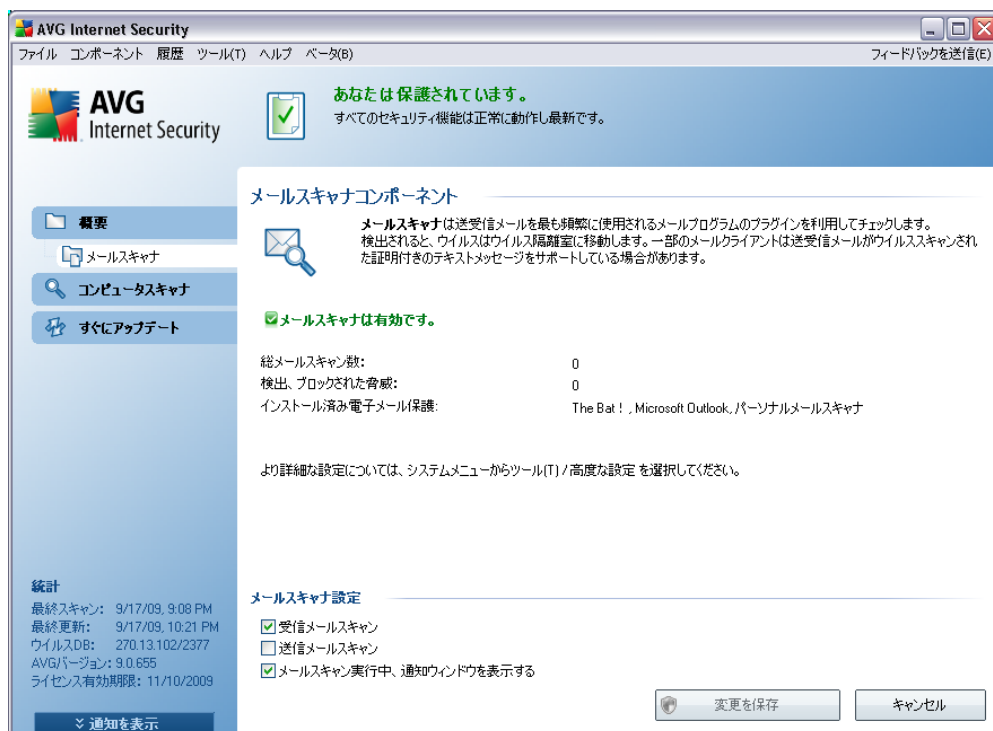 AVG Internet Security
ファイル コンポーネント 履歴 ツール(T) ヘルプ ベータ(B) フィードバックを送信(E)
AVG
Internet Security
あなたは保護されています。
すべてのセキュリティ機能は正常に動作し最新です。
概要
メールスキャナ
コンピュータスキャナ
すぐにアップデート
メールスキャナコンポーネント
メールスキャナは送受信メールを最も頻繁に使用されるメールプログラムのプラグインを利用してチェックします。
検出されると、ウイルスはウイルス隔離室に移動します。一部のメールクライアントは送受信メールがウイルススキャンされ
た証明付きのテキストメッセージをサポートしている場合があります。
メールスキャナは有効です。
総メールスキャン数: 0
検出、ブロックされた脅威: 0
インストール済み電子メール保護: The Bat! , Microsoft Outlook, パーソナルメールスキャナ
より詳細な設定については、システムメニューからツール(T) / 高度な設定 を選択してください。
統計
最終スキャン: 9/17/09, 9:08 PM
最終更新: 9/17/09, 10:21 PM
ウイルスDB: 270.13.102/2377
AVGバージョン: 9.0.655
ライセンス有効期限: 11/10/2009
通知を表示
メールスキャナ設定
受信メールスキャン
送信メールスキャン
メールスキャン実行中、通知ウィンドウを表示する
変更を保存
キャンセル